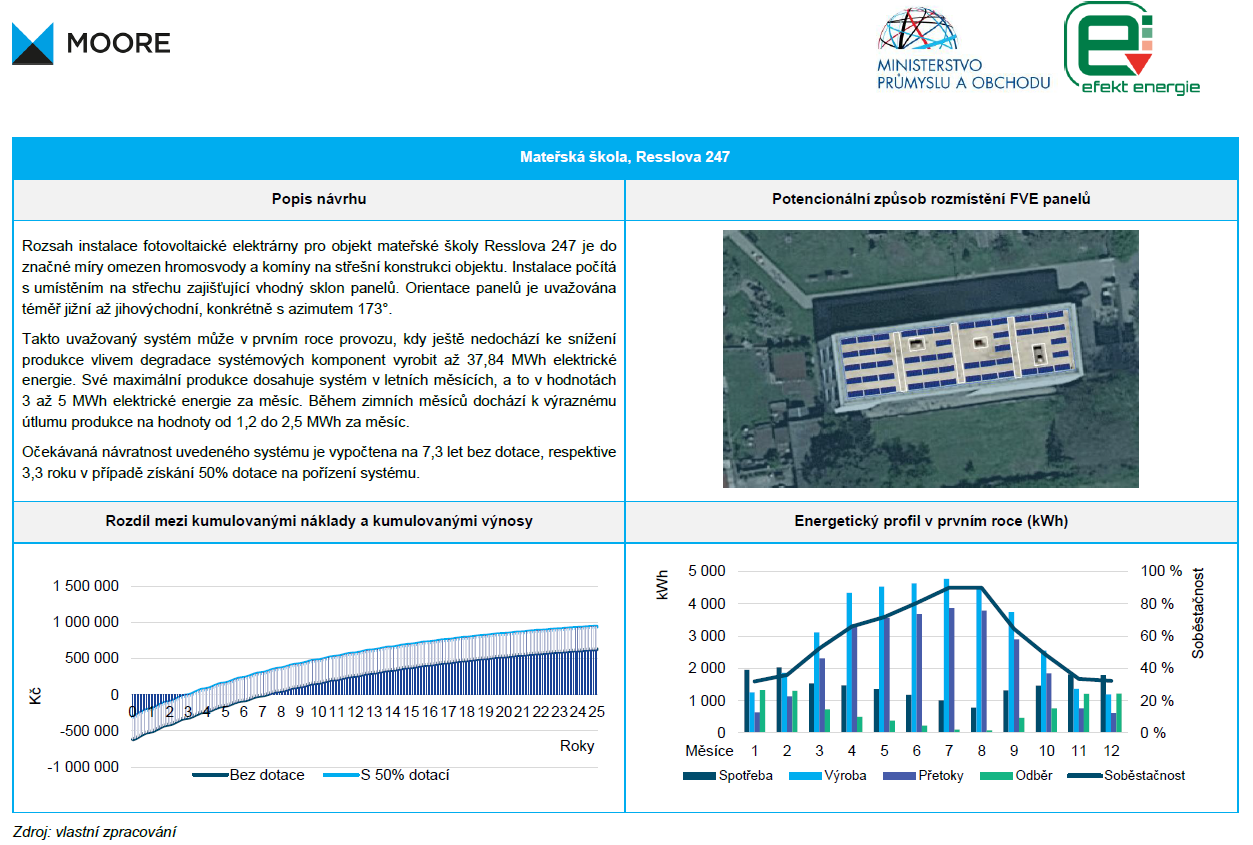 MOORE
MINISTERSTVO
PRŮMYSLU A OBCHODU
efekt energie
Mateřská škola, Resslova 247
Popis návrhu
Potencionální způsob rozmístění FVE panelů
Rozsah instalace fotovoltaické elektrárny pro objekt mateřské školy Resslova 247 je do
značné míry omezen hromosvody a komíny na střešní konstrukci objektu. Instalace počítá
s umístěním na střechu zajišťující vhodný sklon panelů. Orientace panelů je uvažována
téměř jižní až jihovýchodní, konkrétně s azimutem 173°.
Takto uvažovaný systém může v prvním roce provozu, kdy ještě nedochází ke snížení
produkce vlivem degradace systémových komponent vyrobit až 37,84 MWh elektrické
energie. Své maximální produkce dosahuje systém v letních měsících, a to v hodnotách
3 až 5 MWh elektrické energie za měsíc. Během zimních měsíců dochází k výraznému
útlumu produkce na hodnoty od 1,2 do 2,5 MWh za měsíc.
Očekávaná návratnost uvedeného systému je vypočtena na 7,3 let bez dotace, respektive
3,3 roku v případě získání 50% dotace na pořízení systému.
Rozdíl mezi kumulovanými náklady a kumulovanými výnosy
Energetický profil v prvním roce (kWh)
Kč
1 500 000
1 000 000
500 000
0
-500 000
-1 000 000
0 1 2 3 4 5 6 7 8 9 10 11 12 13 14 15 16 17 18 19 20 21 22 23 24 25
Roky
Bez dotace S 50% dotací
kWh
5 000
4 000
3 000
2 000
1 000
0
100 %
80 %
60 %
40 %
20 %
0 %
Soběstačnost
Měsíce 1 2 3 4 5 6 7 8 9 10 11 12
Spotřeba Výroba Přetoky Odběr Soběstačnost
Zdroj: vlastní zpracování